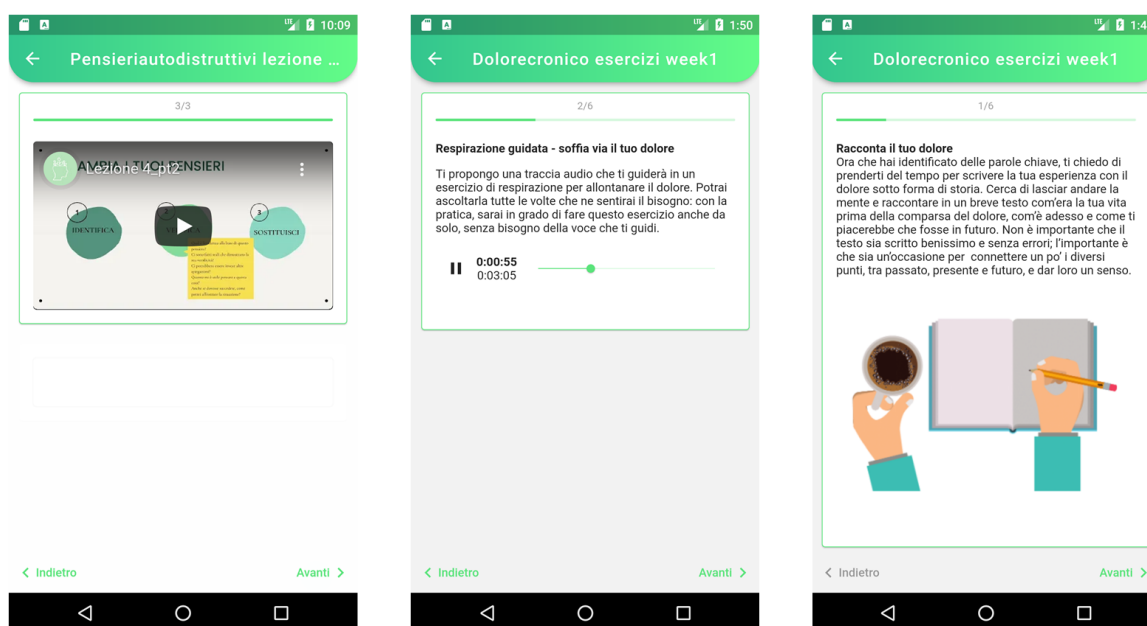 10:09
Pensieriautodistruttivi lezione ...
3/3
AMBIA I TUOI PENSIERI
Lezione 4_pt2
1
3
IDENTIFICA
SOSTITUISCI
Indietro
Avanti
1:50
Dolorecronico esercizi week1
2/6
Respirazione guidata - soffia via il tuo dolore
Ti propongo una traccia audio che ti guiderà in un
esercizio di respirazione per allontanare il dolore. Potrai
ascoltarla tutte le volte che ne sentirai il bisogno: con la
pratica, sarai in grado di fare questo esercizio anche da
solo, senza bisogno della voce che ti guidi.
0:00:55
0:03:05
Indietro
Avanti
1:4
Dolorecronico esercizi week1
1/6
Racconta il tuo dolore
Ora che hai identificato delle parole chiave, ti chiedo di
prenderti del tempo per scrivere la tua esperienza con il
dolore sotto forma di storia. Cerca di lasciar andare la
mente e raccontare in un breve testo com'era la tua vita
prima della comparsa del dolore, com'è adesso e come ti
piacerebbe che fosse in futuro. Non è importante che il
testo sia scritto benissimo e senza errori; l'importante è
che sia un'occasione per connettere un po' i diversi
punti, tra passato, presente e futuro, e dar loro un senso.
Indietro
Avanti